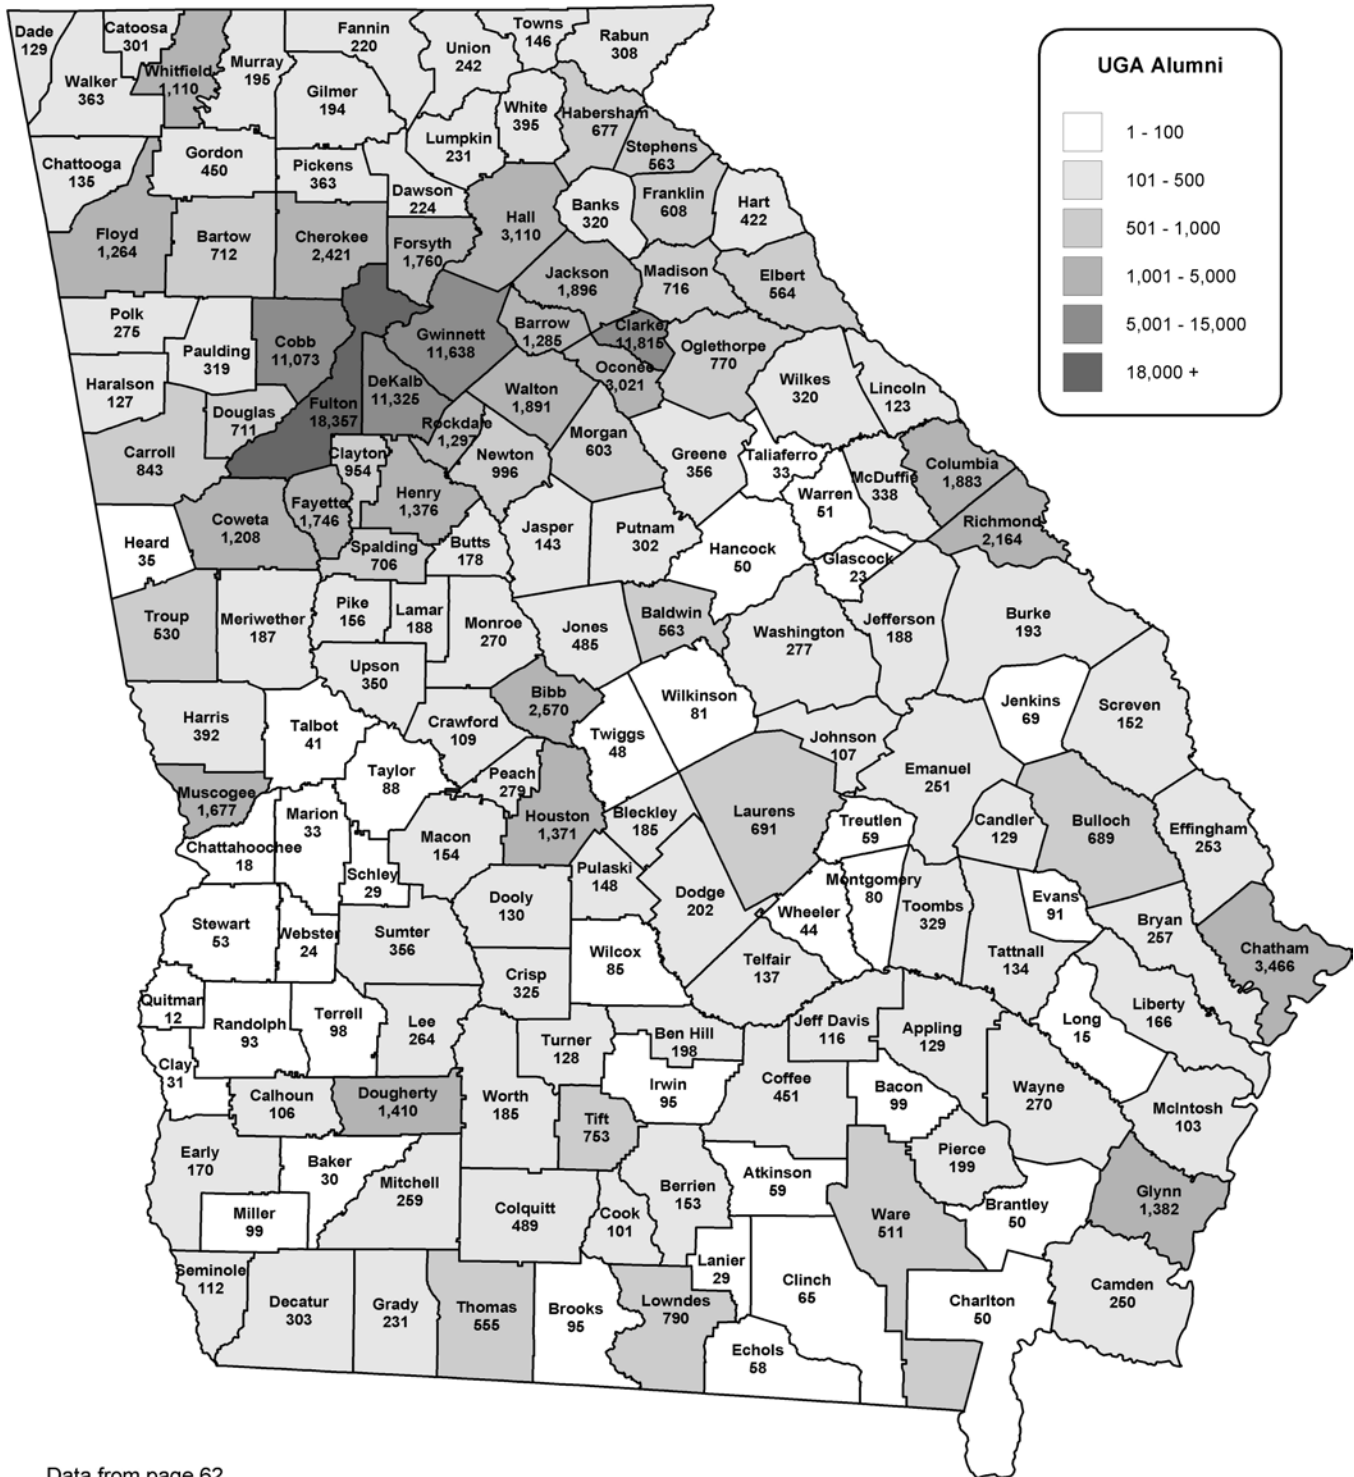 Dade
129
Catoosa
301
Whitfield
1,110
Walker
363
Murray
195
Fannin
220
Gilmer
194
Union
242
Towns
146
Rabun
308
White
395
Habersham
677
Stephens
563
Lumpkin
231
Chattooga
135
Gordon
450
Pickens
363
Dawson
224
Hall
3,110
Banks
320
Franklin
608
Hart
422
Floyd
1,264
Bartow
712
Cherokee
2,421
Forsyth
1,760
Jackson
1,896
Madison
716
Elbert
564
Polk
275
Paulding
319
Cobb
11,073
Gwinnett
11,638
Barrow
1,285
Clarke
11,815
Oconee
3,021
Oglethorpe
770
Wilkes
320
Lincoln
123
Haralson
127
Douglas
711
Fulton
18,357
DeKalb
11,325
Rockdale
1,297
Walton
1,891
Morgan
603
Greene
356
Taliaferro
33
Carroll
843
Clayton
954
Newton
996
Warren
51
McDuffie
338
Columbia
1,883
Richmond
2,164
Heard
35
Coweta
1,208
Fayette
1,746
Henry
1,376
Spalding
706
Butts
178
Jasper
143
Putnam
302
Hancock
50
Glascock
23
Troup
530
Meriwether
187
Pike
156
Lamar
188
Monroe
270
Jones
485
Baldwin
563
Washington
277
Jefferson
188
Burke
193
Upson
350
Harris
392
Talbot
41
Crawford
109
Bibb
2,570
Twiggs
48
Wilkinson
81
Johnson
107
Jenkins
69
Screven
152
Muscogee
1,677
Taylor
88
Peach
279
Houston
1,371
Bleckley
185
Laurens
691
Emanuel
251
Treutlen
59
Candler
129
Bulloch
689
Effingham
253
Chattahoochee
18
Marion
33
Schley
29
Macon
154
Pulaski
148
Dodge
202
Dooly
130
Montgomery
80
Wheeler
44
Toombs
329
Evans
91
Bryan
257
Chatham
3,466
Stewart
53
Webster
24
Sumter
356
Crisp
325
Wilcox
85
Telfair
137
Tattnall
134
Quitman
12
Randolph
93
Terrell
98
Lee
264
Turner
128
Ben Hill
198
Jeff Davis
116
Appling
129
Long
15
Liberty
166
Clay
31
Calhoun
106
Dougherty
1,410
Worth
185
Tift
753
Irwin
95
Coffee
451
Bacon
99
Wayne
270
McIntosh
103
Early
170
Baker
30
Miller
99
Mitchell
259
Colquitt
489
Cook
101
Berrien
153
Atkinson
59
Ware
511
Pierce
199
Brantley
50
Glynn
1,382
Seminole
112
Decatur
303
Grady
231
Thomas
555
Brooks
95
Lowndes
790
Lanier
29
Clinch
65
Echols
58
Charlton
50
Camden
250
UGA Alumni
1 - 100
101 - 500
501 - 1,000
1,001 - 5,000
5,001 - 15,000
18,000 +
Data from page 62